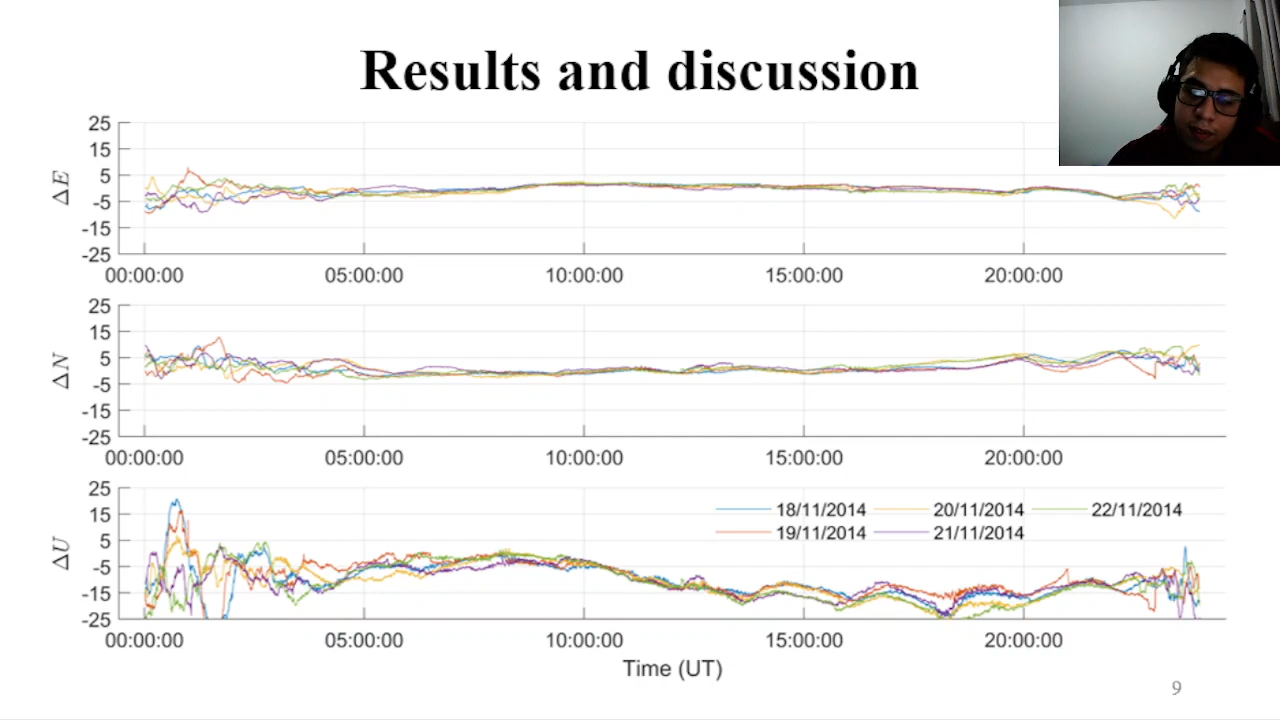 Results and discussion
25
15
5
-5
-15
-25
ΔE
00:00:00 05:00:00 10:00:00 15:00:00 20:00:00
25
15
5
-5
-15
-25
ΔN
00:00:00 05:00:00 10:00:00 15:00:00 20:00:00
25
15
5
-5
-15
-25
ΔU
18/11/2014 20/11/2014 22/11/2014
19/11/2014 21/11/2014
00:00:00 05:00:00 10:00:00 15:00:00 20:00:00
Time (UT)
9